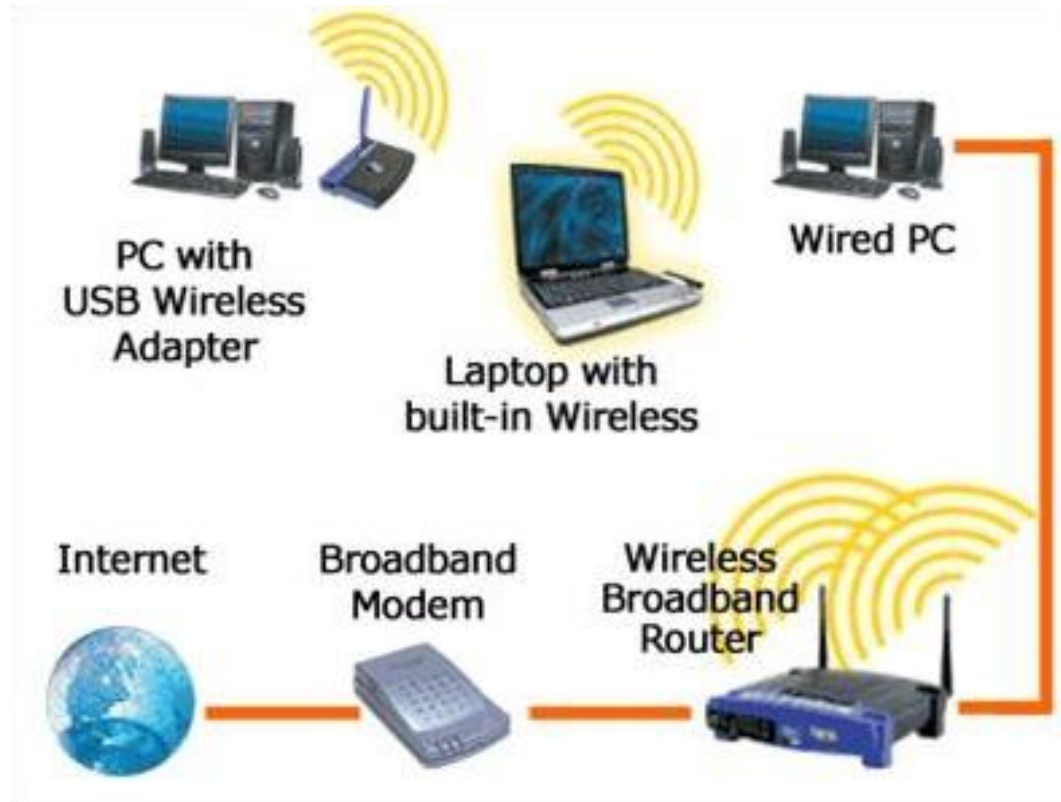 PC with
USB Wireless
Adapter
Laptop with
built-in Wireless
Wired PC
Internet
Broadband
Modem
Wireless
Broadband
Router